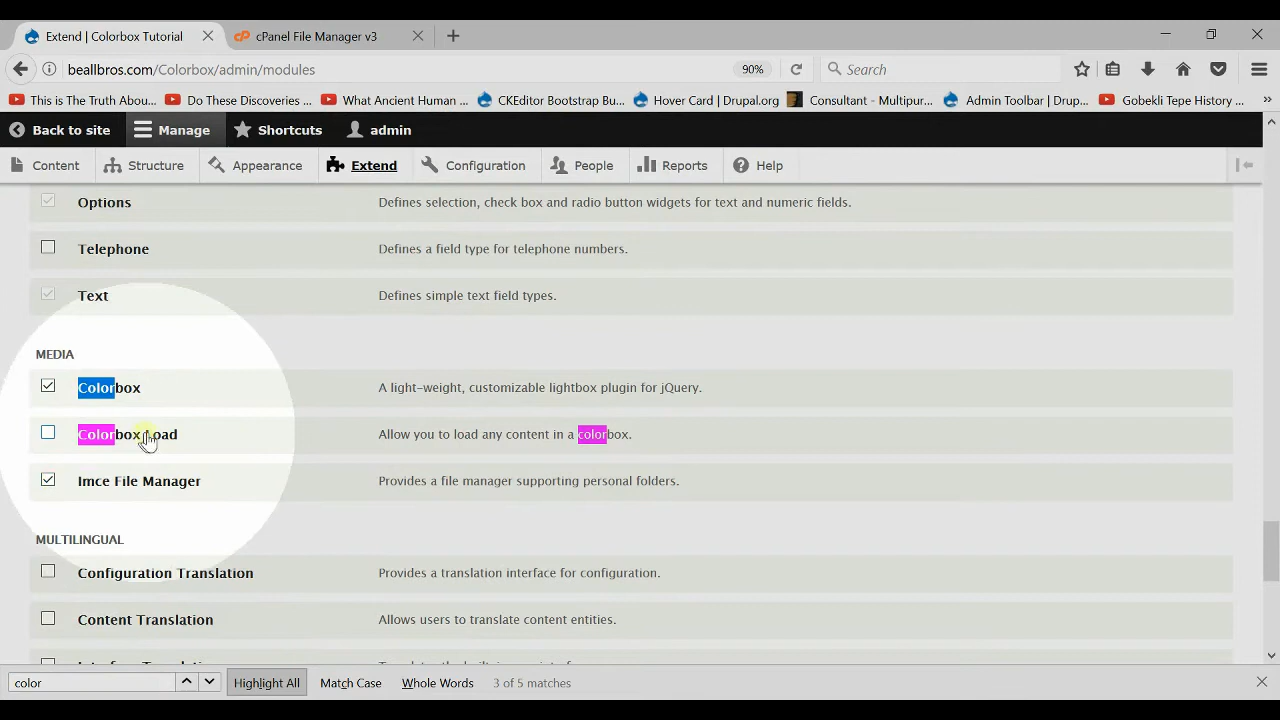 Extend | Colorbox Tutorial
cPanel File Manager v3
beallbros.com/Colorbox/admin/modules
90%
Search
This is The Truth Abou...
Do These Discoveries ...
What Ancient Human ...
CKEditor Bootstrap Bu...
Hover Card | Drupal.org
Consultant - Multipur...
Admin Toolbar | Drup...
Gobekli Tepe History ...
Back to site
Manage
Shortcuts
admin
Content
Structure
Appearance
Extend
Configuration
People
Reports
Help
Options
Defines selection, check box and radio button widgets for text and numeric fields.
Telephone
Defines a field type for telephone numbers.
Text
Defines simple text field types.
MEDIA
Colorbox
A light-weight, customizable lightbox plugin for jQuery.
Colorbox Load
Allow you to load any content in a colorbox.
Imce File Manager
Provides a file manager supporting personal folders.
MULTILINGUAL
Configuration Translation
Provides a translation interface for configuration.
Content Translation
Allows users to translate content entities.
color
Highlight All
Match Case
Whole Words
3 of 5 matches